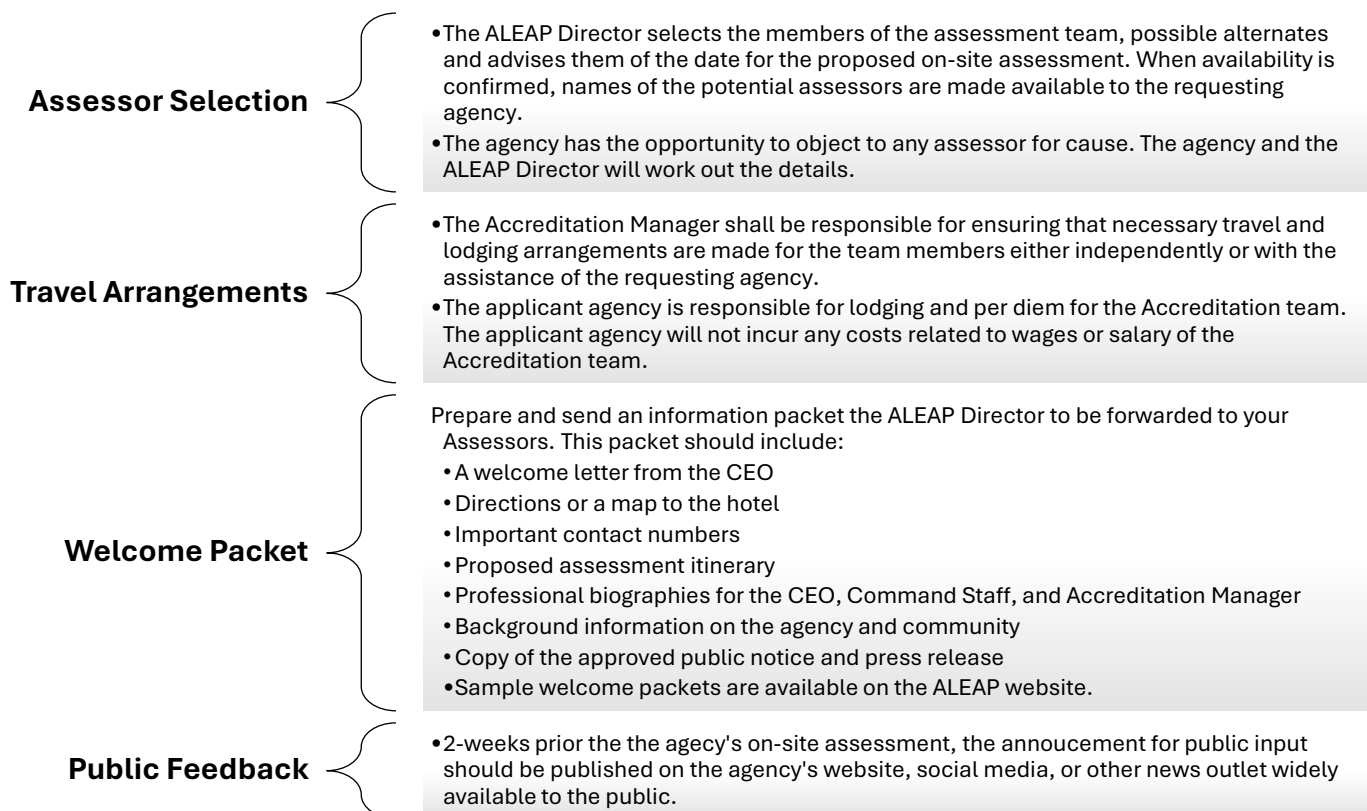 Assessor Selection
•The ALEAP Director selects the members of the assessment team, possible alternates
and advises them of the date for the proposed on-site assessment. When availability is
confirmed, names of the potential assessors are made available to the requesting
agency.
•The agency has the opportunity to object to any assessor for cause. The agency and the
ALEAP Director will work out the details.
Travel Arrangements
•The Accreditation Manager shall be responsible for ensuring that necessary travel and
lodging arrangements are made for the team members either independently or with the
assistance of the requesting agency.
•The applicant agency is responsible for lodging and per diem for the Accreditation team.
The applicant agency will not incur any costs related to wages or salary of the
Accreditation team.
Welcome Packet
Prepare and send an information packet the ALEAP Director to be forwarded to your
Assessors. This packet should include:
•A welcome letter from the CEO
•Directions or a map to the hotel
•Important contact numbers
•Proposed assessment itinerary
•Professional biographies for the CEO, Command Staff, and Accreditation Manager
•Background information on the agency and community
•Copy of the approved public notice and press release
•Sample welcome packets are available on the ALEAP website.
Public Feedback
•2-weeks prior the the agecy's on-site assessment, the annoucement for public input
should be published on the agency's website, social media, or other news outlet widely
available to the public.